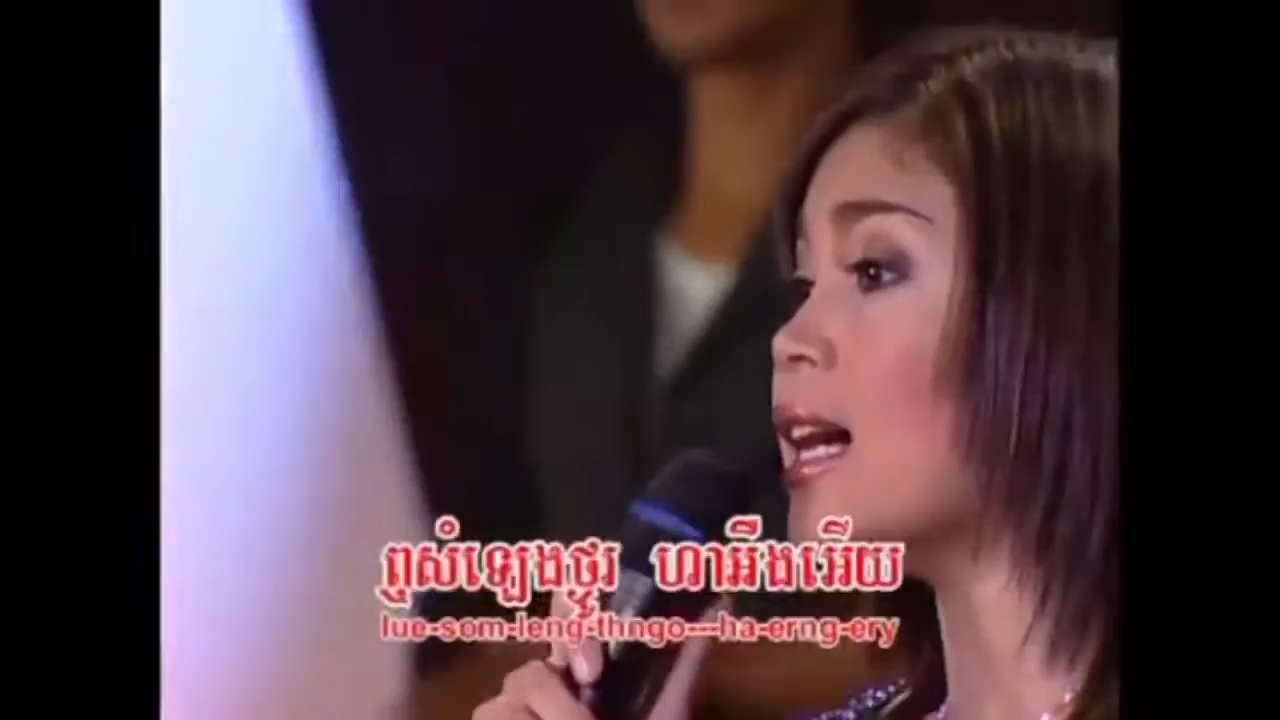 ឮសំឡេងថ្ងូរ ហាអឺងអើយ
lue-som-leng-thngo---ha-erng-ery